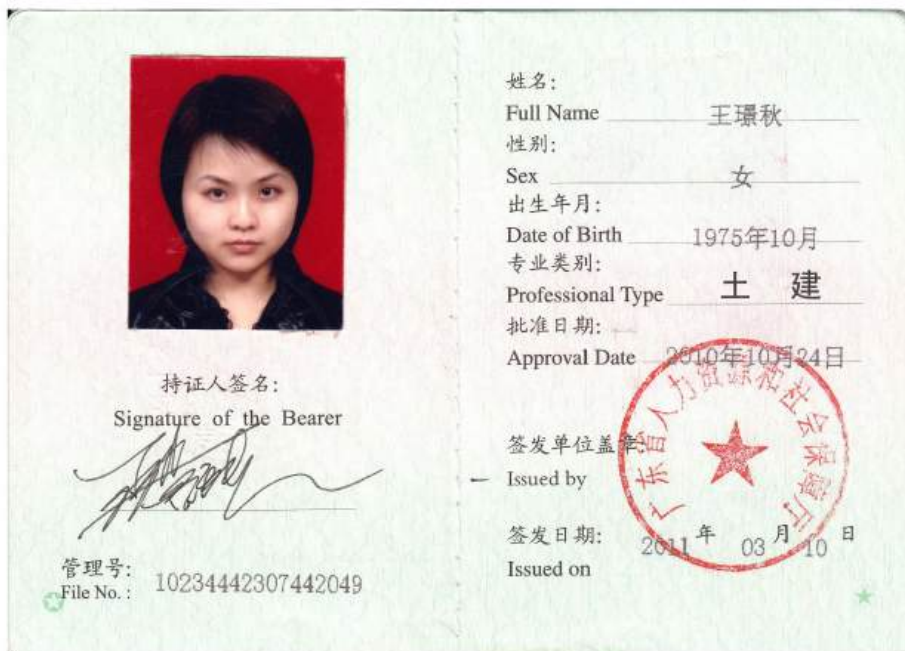 持证人签名:
Signature of the Bearer
管理号:
File No.: 10234442307442049
姓名:
Full Name 王璟秋
性别:
Sex 女
出生年月:
Date of Birth 1975年10月
专业类别:
Professional Type 土 建
批准日期:
Approval Date 2010年10月24日
广东省人力资源和社会保障厅
签发单位盖章:
Issued by
签发日期: 2011 年 03 月 10 日
Issued on